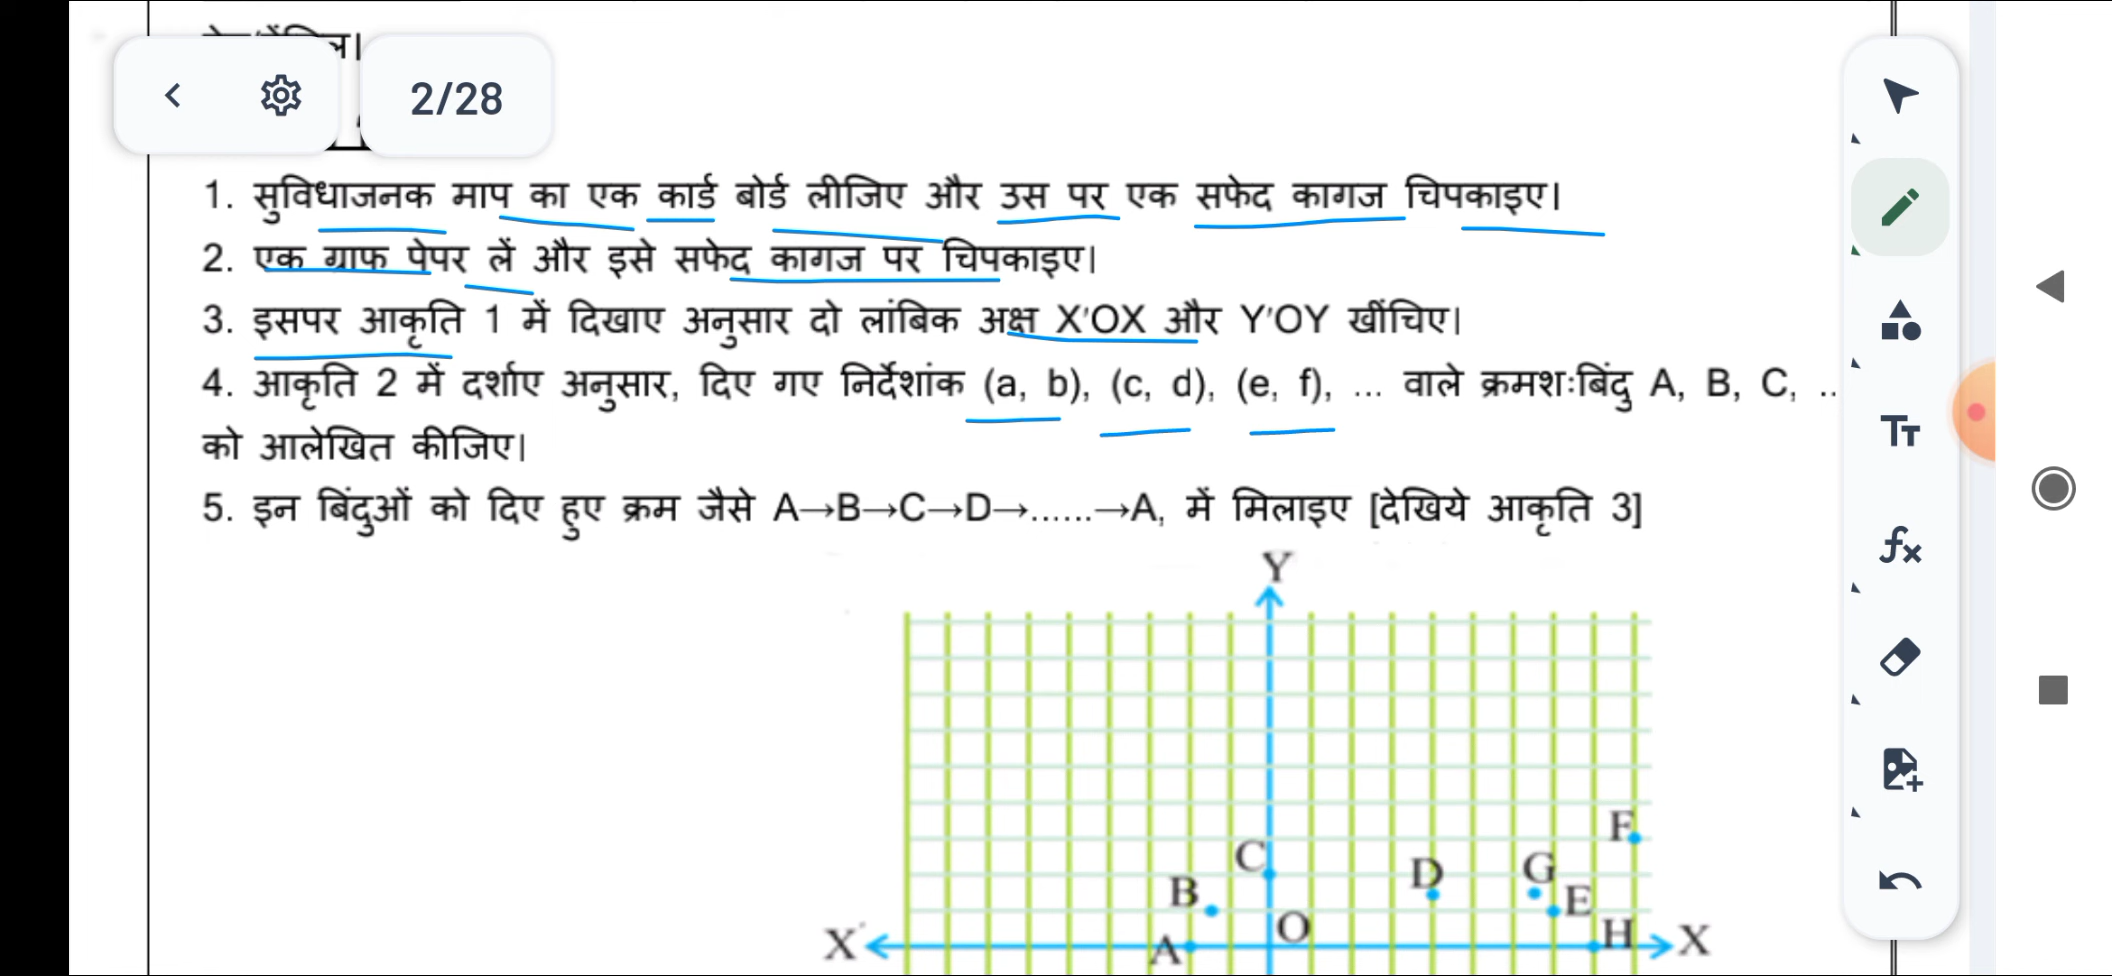 2/28
1. सुविधाजनक माप का एक कार्ड बोर्ड लीजिए और उस पर एक सफेद कागज चिपकाइए।
2. एक ग्राफ पेपर लें और इसे सफेद कागज पर चिपकाइए।
3. इसपर आकृति 1 में दिखाए अनुसार दो लांबिक अक्ष X'OX और Y'OY खींचिए।
4. आकृति 2 में दर्शाए अनुसार, दिए गए निर्देशांक (a, b), (c, d), (e, f), ... वाले क्रमशःबिंदु A, B, C, ..
को आलेखित कीजिए।
5. इन बिंदुओं को दिए हुए क्रम जैसे A→B→C→D→......→A, में मिलाइए [देखिये आकृति 3]
Y
F
C
D
G
B
E
O
H
X'
A
X
Tт
fx